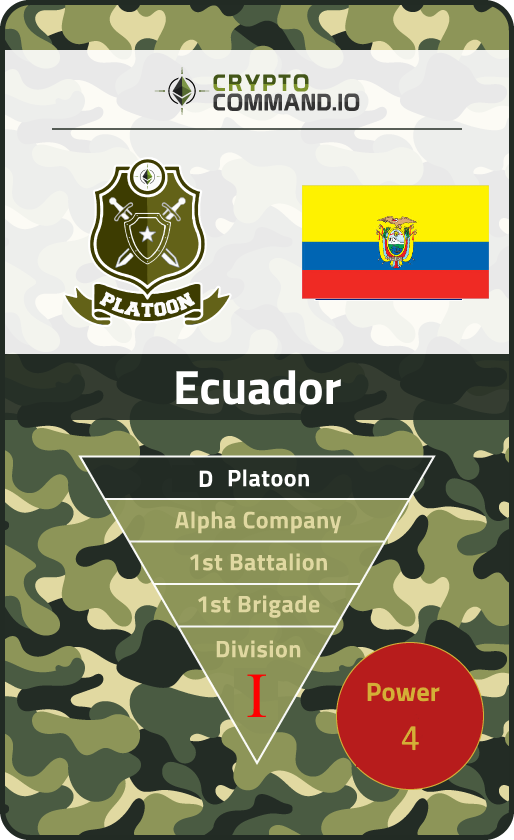 CRYPTO
COMMAND.IO
PLATOON
Ecuador
D Platoon
Alpha Company
1st Battalion
1st Brigade
Division
I
Power
4